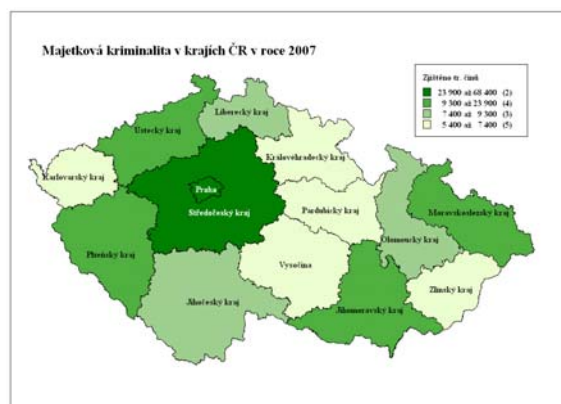 Majetková kriminalita v krajích ČR v roce 2007
Zjištěno tr. činů
23 900 až 68 400 (2)
9 300 až 23 900 (4)
7 400 až 9 300 (3)
5 400 až 7 400 (5)
Liberecký kraj
Ústecký kraj
Královéhradecký kraj
Karlovarský kraj
Praha
Středočeský kraj
Pardubický kraj
Moravskoslezský kraj
Olomoucký kraj
Plzeňský kraj
Vysočina
Zlínský kraj
Jihočeský kraj
Jihomoravský kraj